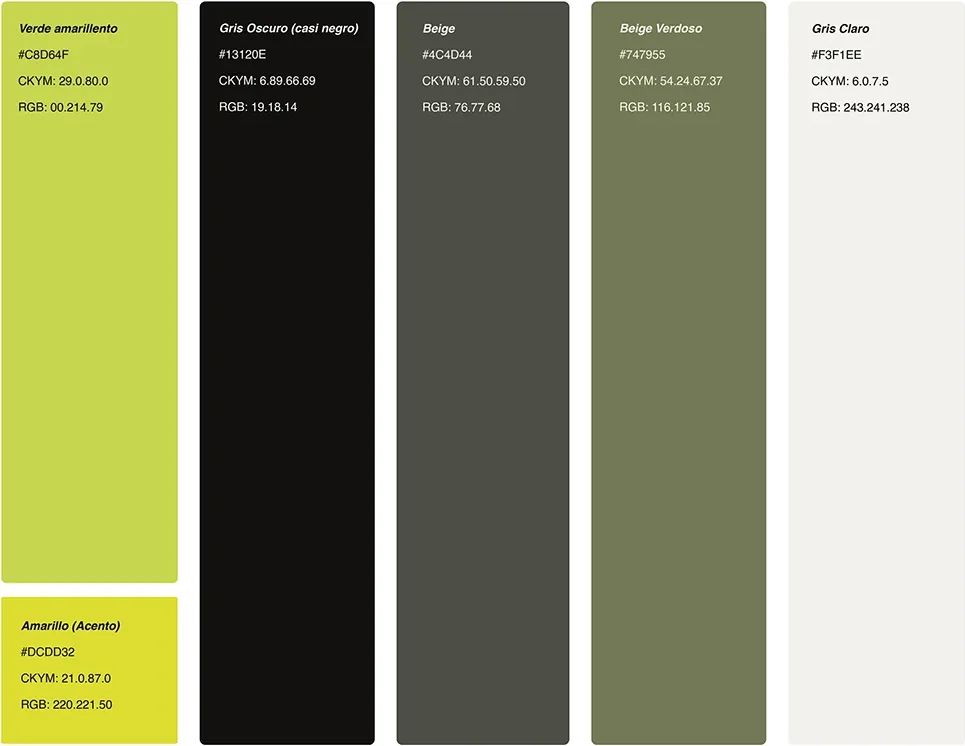 Verde amarillento
#C8D64F
CKYM: 29.0.80.0
RGB: 00.214.79
Amarillo (Acento)
#DCDD32
CKYM: 21.0.87.0
RGB: 220.221.50
Gris Oscuro (casi negro)
#13120E
CKYM: 6.89.66.69
RGB: 19.18.14
Beige
#4C4D44
CKYM: 61.50.59.50
RGB: 76.77.68
Beige Verdoso
#747955
CKYM: 54.24.67.37
RGB: 116.121.85
Gris Claro
#F3F1EE
CKYM: 6.0.7.5
RGB: 243.241.238